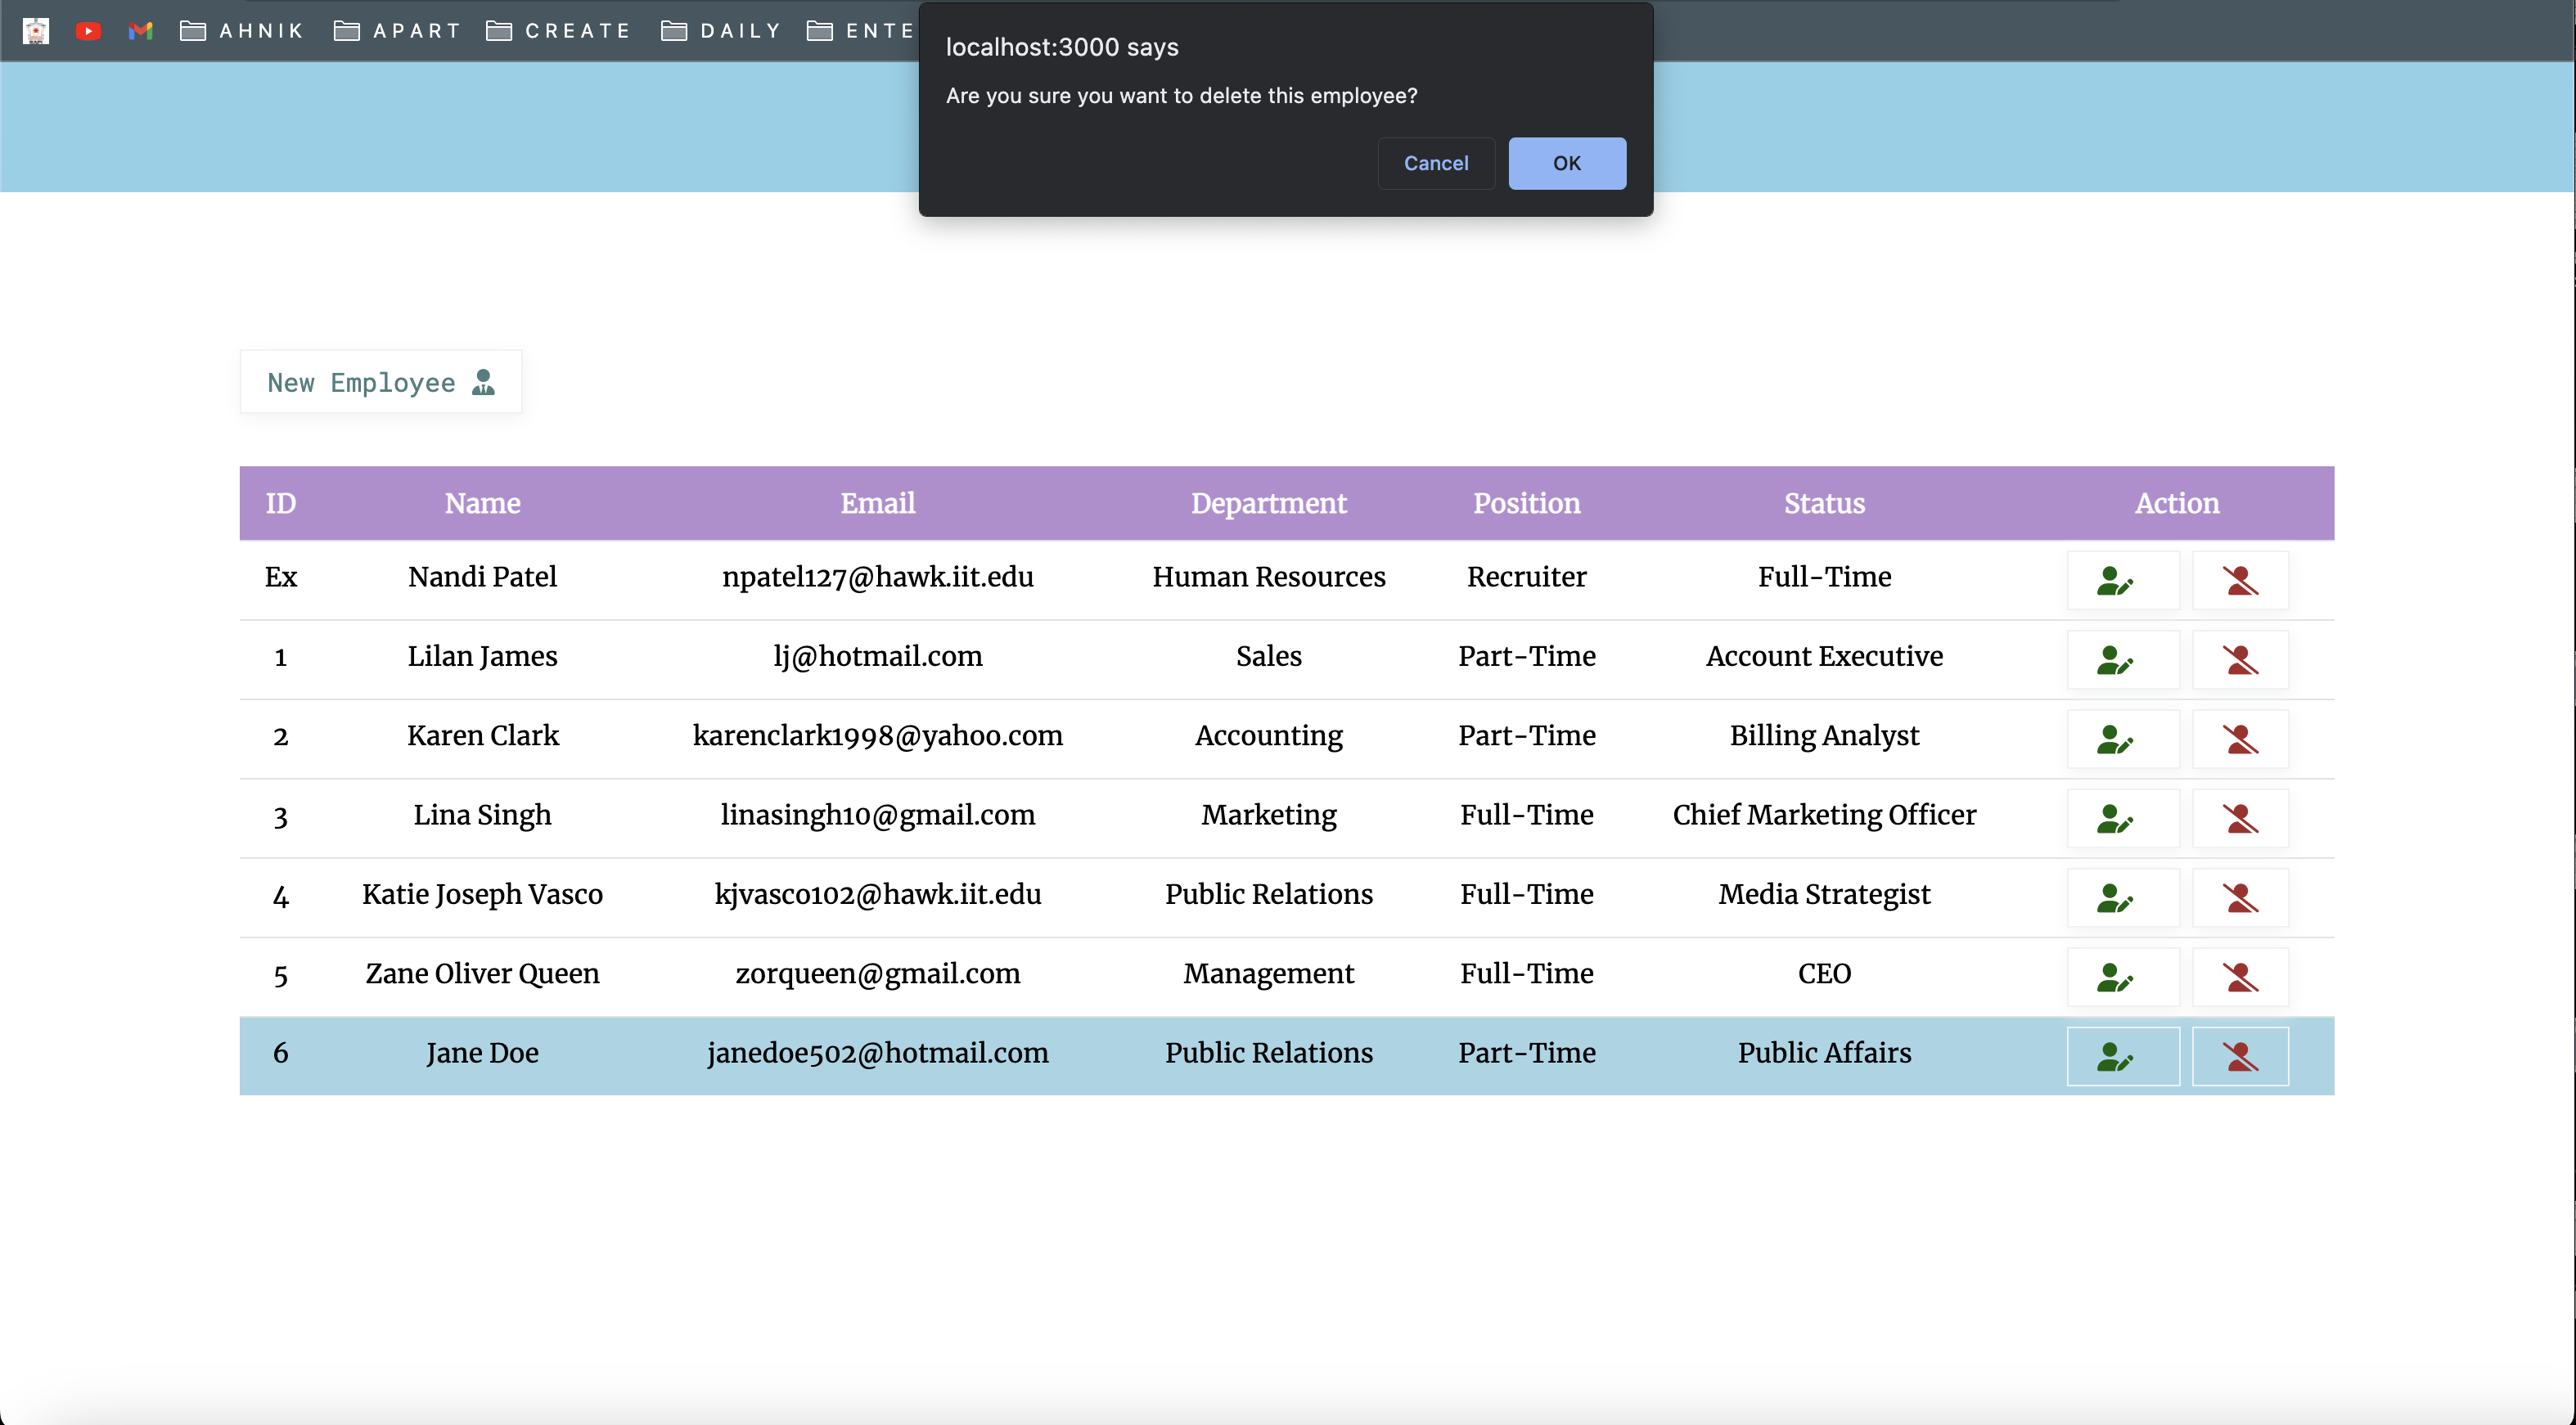 AHNIK APART CREATE DAILY ENTE
localhost:3000 says
Are you sure you want to delete this employee?
Cancel OK
New Employee
ID Name Email Department Position Status Action
Ex Nandi Patel npatel127@hawk.iit.edu Human Resources Recruiter Full-Time
1 Lilan James lj@hotmail.com Sales Part-Time Account Executive
2 Karen Clark karenclark1998@yahoo.com Accounting Part-Time Billing Analyst
3 Lina Singh linasingh10@gmail.com Marketing Full-Time Chief Marketing Officer
4 Katie Joseph Vasco kjvasco102@hawk.iit.edu Public Relations Full-Time Media Strategist
5 Zane Oliver Queen zorqueen@gmail.com Management Full-Time CEO
6 Jane Doe janedoe502@hotmail.com Public Relations Part-Time Public Affairs